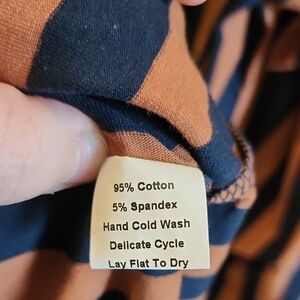 95% Cotton
5% Spandex
Hand Cold Wash
Delicate Cycle
Lay Flat To Dry